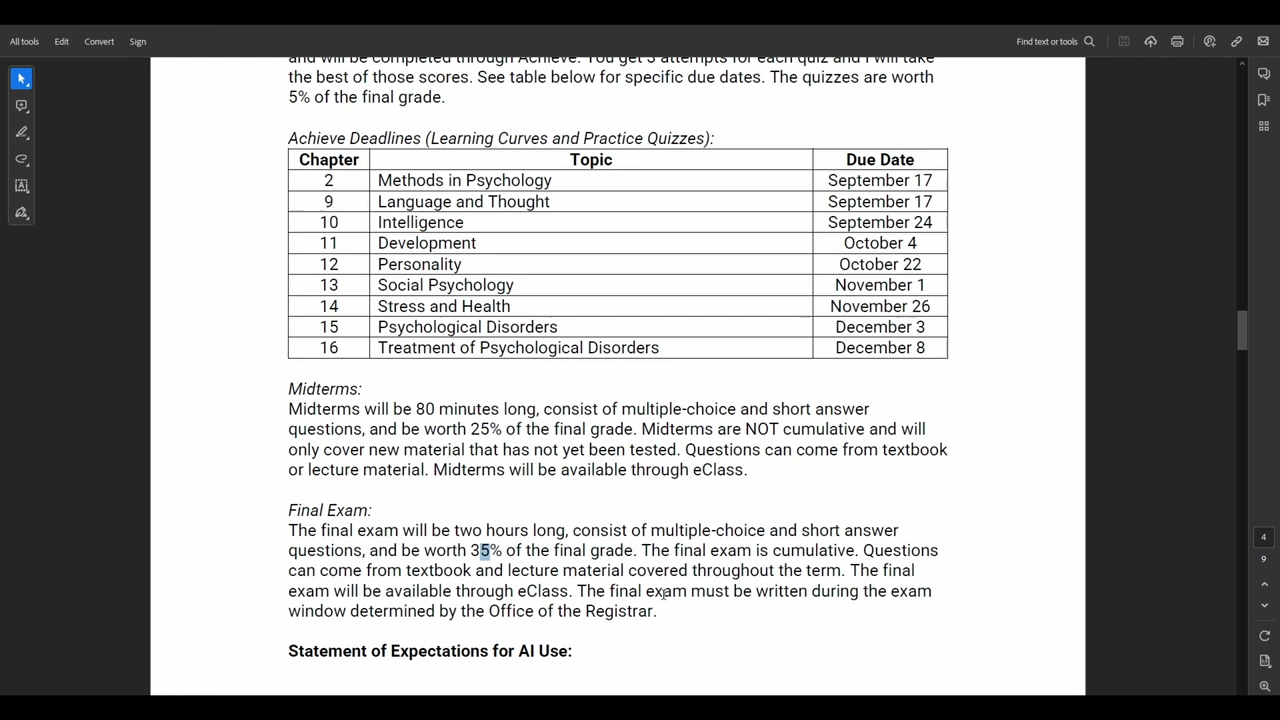 All tools Edit Convert Sign Find text or tools
and will be completed through Achieve. You get 3 attempts for each quiz and I will take
the best of those scores. See table below for specific due dates. The quizzes are worth
5% of the final grade.
Achieve Deadlines (Learning Curves and Practice Quizzes):
Chapter Topic Due Date
2 Methods in Psychology September 17
9 Language and Thought September 17
10 Intelligence September 24
11 Development October 4
12 Personality October 22
13 Social Psychology November 1
14 Stress and Health November 26
15 Psychological Disorders December 3
16 Treatment of Psychological Disorders December 8
Midterms:
Midterms will be 80 minutes long, consist of multiple-choice and short answer
questions, and be worth 25% of the final grade. Midterms are NOT cumulative and will
only cover new material that has not yet been tested. Questions can come from textbook
or lecture material. Midterms will be available through eClass.
Final Exam:
The final exam will be two hours long, consist of multiple-choice and short answer
questions, and be worth 35% of the final grade. The final exam is cumulative. Questions
can come from textbook and lecture material covered throughout the term. The final
exam will be available through eClass. The final exam must be written during the exam
window determined by the Office of the Registrar.
Statement of Expectations for AI Use:
4
9